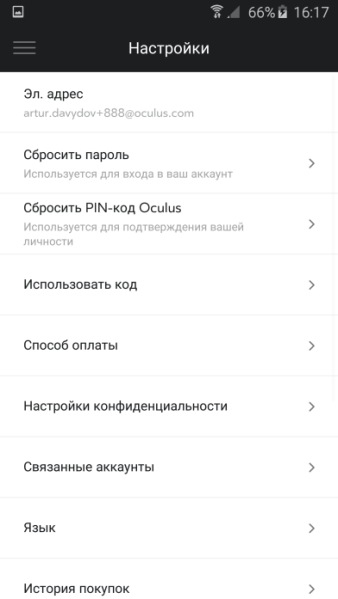 66% 16:17
Настройки
Эл. адрес
artur.davydov+888@oculus.com
Сбросить пароль
Используется для входа в ваш аккаунт
Сбросить PIN-код Oculus
Используется для подтверждения вашей
личности
Использовать код
Способ оплаты
Настройки конфиденциальности
Связанные аккаунты
Язык
История покупок